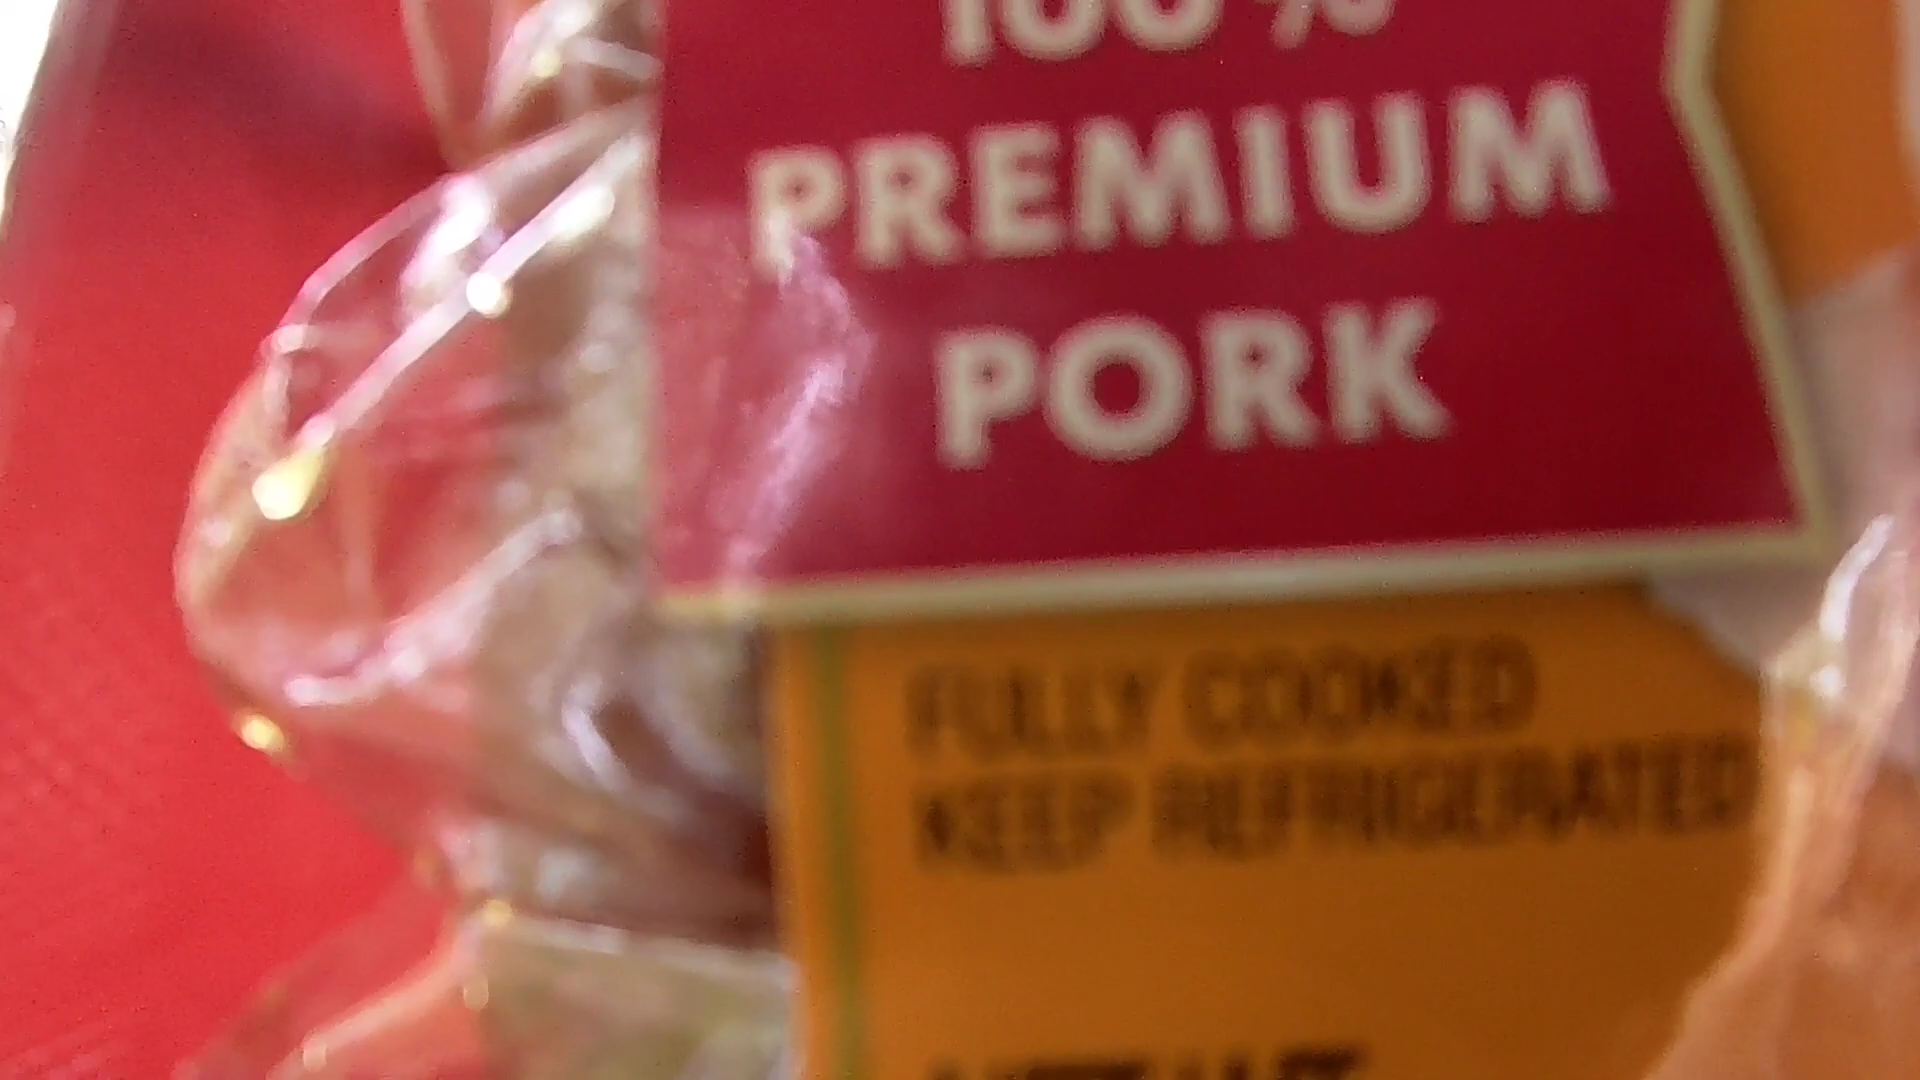 100%
PREMIUM
PORK
FULLY COOKED
KEEP REFRIGERATED